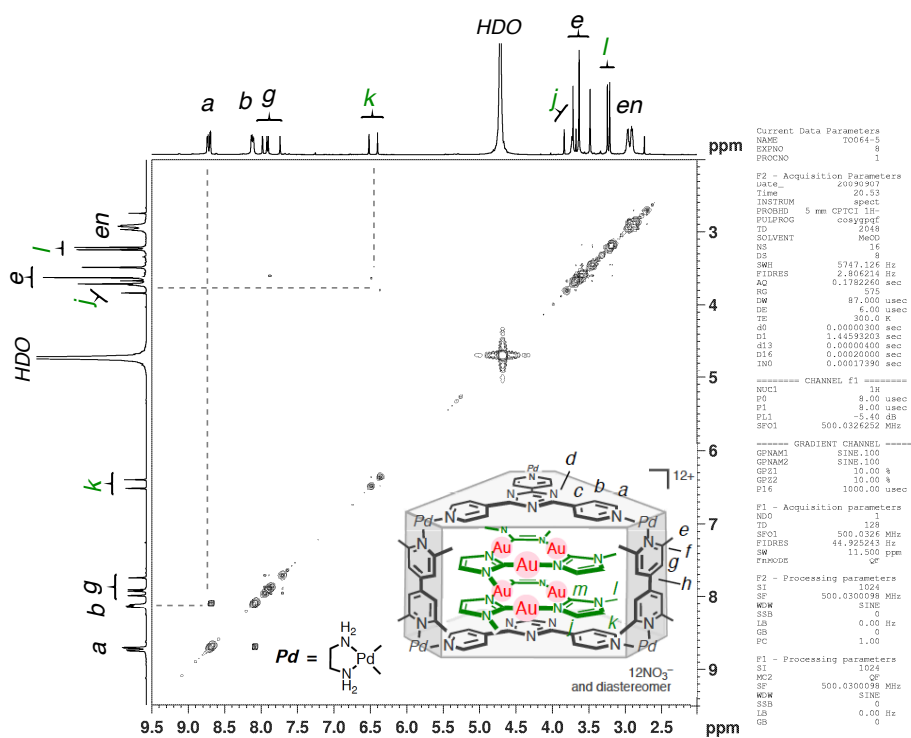 HDO
e
l
a
b
g
k
j
en
ppm
en
l
e
j
HDO
k
g
b
a
3
4
5
6
7
8
9
ppm
9.5 9.0 8.5 8.0 7.5 7.0 6.5 6.0 5.5 5.0 4.5 4.0 3.5 3.0 2.5
ppm
Pd
N
d
12+
N N
N
c b a
N
N
Pd
Pd
N
N
e
f
g
h
Au Au
Au
Au Au
Au
m
l
k
i
N
N
Pd
Pd
Pd =
H2
N
Pd
N
H2
12NO3−
and diastereomer
Current Data Parameters
NAME TO064-5
EXPNO 8
PROCNO 1
F2 - Acquisition Parameters
Date_ 20090907
Time 20.53
INSTRUM spect
PROBHD 5 mm CPTCI 1H-
PULPROG cosygpqf
TD 2048
SOLVENT MeOD
NS 16
DS 8
SWH 5747.126 Hz
FIDRES 2.806214 Hz
AQ 0.1782260 sec
RG 575
DW 87.000 usec
DE 6.00 usec
TE 300.0 K
d0 0.00000300 sec
D1 1.44593203 sec
d13 0.00000400 sec
D16 0.00020000 sec
IN0 0.00017390 sec
======== CHANNEL f1 ========
NUC1 1H
P0 8.00 usec
P1 8.00 usec
PL1 -5.40 dB
SFO1 500.0326252 MHz
====== GRADIENT CHANNEL =====
GPNAM1 SINE.100
GPNAM2 SINE.100
GPZ1 10.00 %
GPZ2 10.00 %
P16 1000.00 usec
F1 - Acquisition parameters
ND0 1
TD 128
SFO1 500.0326 MHz
FIDRES 44.925243 Hz
SW 11.500 ppm
FnMODE QF
F2 - Processing parameters
SI 1024
SF 500.0300098 MHz
WDW SINE
SSB 0
LB 0.00 Hz
GB 0
PC 1.00
F1 - Processing parameters
SI 1024
MC2 QF
SF 500.0300098 MHz
WDW SINE
SSB 0
LB 0.00 Hz
GB 0